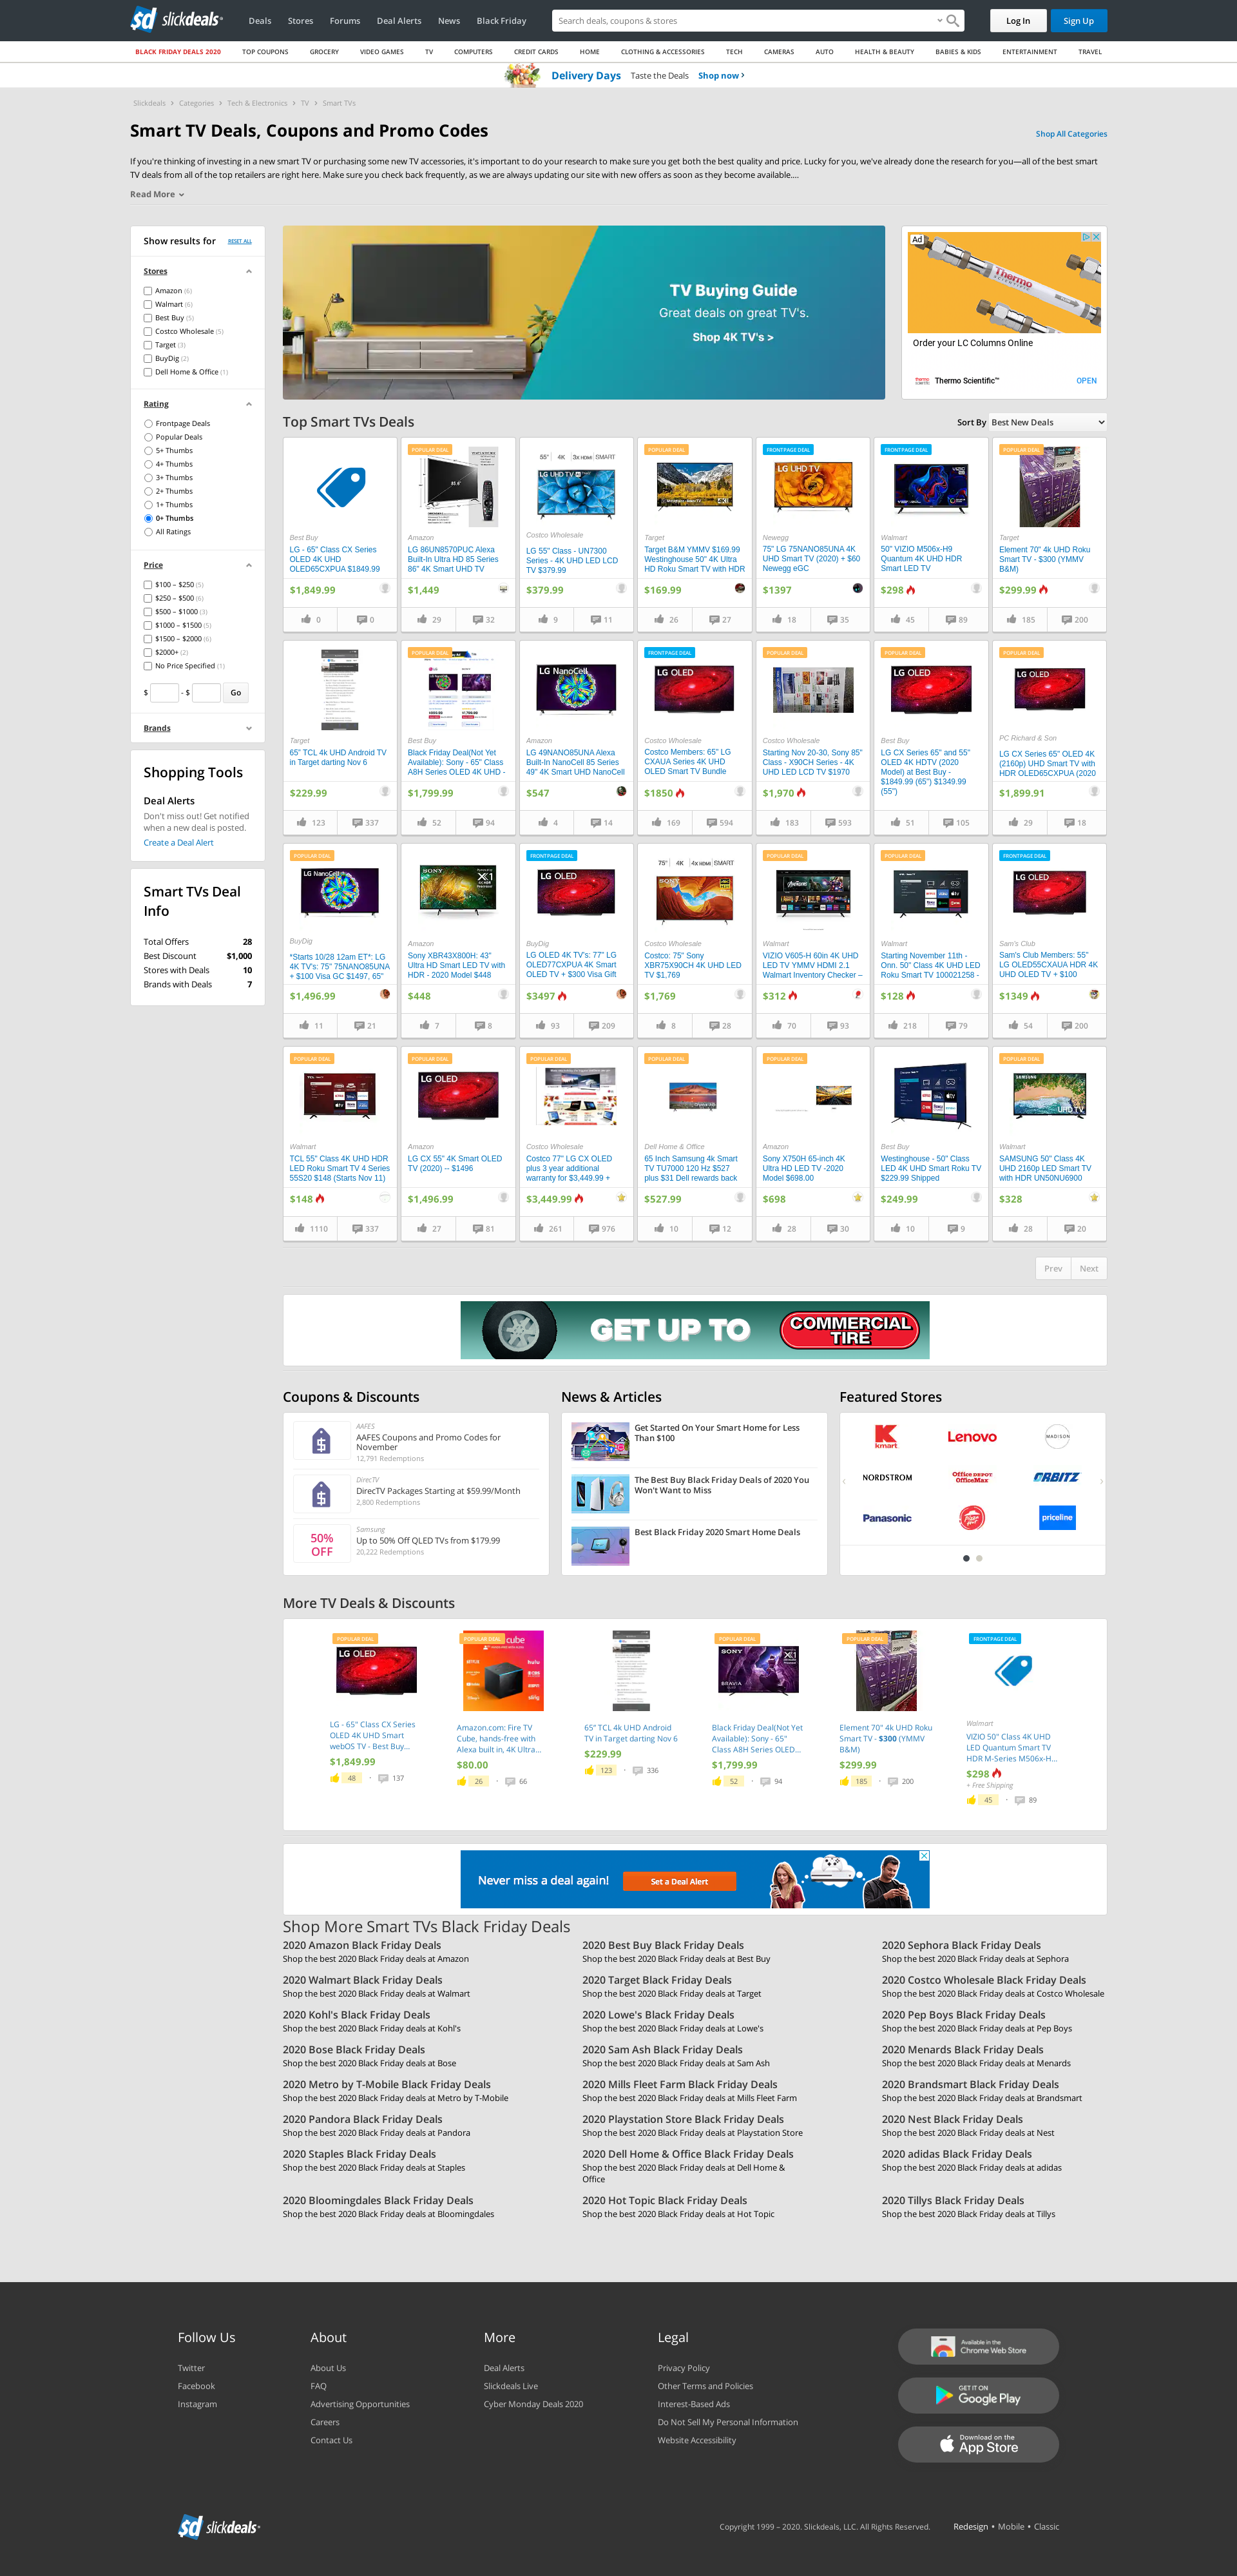 slickdeals
Deals
Stores
Forums
Deal Alerts
News
Black Friday
Search deals, coupons & stores
Log In
Sign Up
BLACK FRIDAY DEALS 2020
TOP COUPONS
GROCERY
VIDEO GAMES
TV
COMPUTERS
CREDIT CARDS
HOME
CLOTHING & ACCESSORIES
TECH
CAMERAS
AUTO
HEALTH & BEAUTY
BABIES & KIDS
ENTERTAINMENT
TRAVEL
Delivery Days Taste the Deals Shop now
Slickdeals > Categories > Tech & Electronics > TV > Smart TVs
Smart TV Deals, Coupons and Promo Codes
Shop All Categories
If you're thinking of investing in a new smart TV or purchasing some new TV accessories, it's important to do your research to make sure you get both the best quality and price. Lucky for you, we've already done the research for you—all of the best smart
TV deals from all of the top retailers are right here. Make sure you check back frequently, as we are always updating our site with new offers as soon as they become available....
Read More
Show results for
RESET ALL
Stores
Amazon (6)
Walmart (6)
Best Buy (5)
Costco Wholesale (5)
Target (3)
BuyDig (2)
Dell Home & Office (1)
Rating
Frontpage Deals
Popular Deals
5+ Thumbs
4+ Thumbs
3+ Thumbs
2+ Thumbs
1+ Thumbs
0+ Thumbs
All Ratings
Price
$100 – $250 (5)
$250 – $500 (6)
$500 – $1000 (3)
$1000 – $1500 (5)
$1500 – $2000 (6)
$2000+ (2)
No Price Specified (1)
$ - $ Go
Brands
Shopping Tools
Deal Alerts
Don't miss out! Get notified
when a new deal is posted.
Create a Deal Alert
Smart TVs Deal
Info
Total Offers 28
Best Discount $1,000
Stores with Deals 10
Brands with Deals 7
TV Buying Guide
Great deals on great TV's.
Shop 4K TV's >
Ad
Thermo
Order your LC Columns Online
Thermo Scientific™
OPEN
Top Smart TVs Deals
Sort By Best New Deals
Best Buy
LG - 65" Class CX Series
OLED 4K UHD
OLED65CXPUA $1849.99
$1,849.99
0 0
POPULAR DEAL
Amazon
LG 86UN8570PUC Alexa
Built-In Ultra HD 85 Series
86" 4K Smart UHD TV
$1,449
29 32
55" 4K 3x HDMI SMART
LG UHD TV
Costco Wholesale
LG 55" Class - UN7300
Series - 4K UHD LED LCD
TV $379.99
$379.99
9 11
POPULAR DEAL
Target
Target B&M YMMV $169.99
Westinghouse 50" 4K Ultra
HD Roku Smart TV with HDR
$169.99
26 27
FRONTPAGE DEAL
LG UHD TV
Newegg
75" LG 75NANO85UNA 4K
UHD Smart TV (2020) + $60
Newegg eGC
$1397
18 35
FRONTPAGE DEAL
Walmart
50" VIZIO M506x-H9
Quantum 4K UHD HDR
Smart LED TV
$298
45 89
POPULAR DEAL
Target
Element 70" 4k UHD Roku
Smart TV - $300 (YMMV
B&M)
$299.99
185 200
Target
65" TCL 4k UHD Android TV
in Target darting Nov 6
$229.99
123 337
POPULAR DEAL
Best Buy
Black Friday Deal(Not Yet
Available): Sony - 65" Class
A8H Series OLED 4K UHD -
$1,799.99
52 94
LG NanoCell
Amazon
LG 49NANO85UNA Alexa
Built-In NanoCell 85 Series
49" 4K Smart UHD NanoCell
$547
4 14
FRONTPAGE DEAL
LG OLED
Costco Wholesale
Costco Members: 65" LG
CXAUA Series 4K UHD
OLED Smart TV Bundle
$1850
169 594
POPULAR DEAL
Costco Wholesale
Starting Nov 20-30, Sony 85"
Class - X90CH Series - 4K
UHD LED LCD TV $1970
$1,970
183 593
POPULAR DEAL
LG OLED
Best Buy
LG CX Series 65" and 55"
OLED 4K HDTV (2020
Model) at Best Buy -
$1849.99 (65") $1349.99
(55")
51 105
POPULAR DEAL
LG OLED
PC Richard & Son
LG CX Series 65" OLED 4K
(2160p) UHD Smart TV with
HDR OLED65CXPUA (2020
$1,899.91
29 18
POPULAR DEAL
LG NanoCell
BuyDig
*Starts 10/28 12am ET*: LG
4K TV's: 75" 75NANO85UNA
+ $100 Visa GC $1497, 65"
$1,496.99
11 21
SONY X1
Amazon
Sony XBR43X800H: 43"
Ultra HD Smart LED TV with
HDR - 2020 Model $448
$448
7 8
FRONTPAGE DEAL
LG OLED
BuyDig
LG OLED 4K TV's: 77" LG
OLED77CXPUA 4K Smart
OLED TV + $300 Visa Gift
$3497
93 209
75" 4K 4x HDMI SMART
SONY
Costco Wholesale
Costco: 75" Sony
XBR75X90CH 4K UHD LED
TV $1,769
$1,769
8 28
POPULAR DEAL
Walmart
VIZIO V605-H 60in 4K UHD
LED TV YMMV HDMI 2.1
Walmart Inventory Checker –
$312
70 93
POPULAR DEAL
Walmart
Starting November 11th -
Onn. 50" Class 4K UHD LED
Roku Smart TV 100021258 -
$128
218 79
FRONTPAGE DEAL
LG OLED
Sam's Club
Sam's Club Members: 55"
LG OLED55CXAUA HDR 4K
UHD OLED TV + $100
$1349
54 200
POPULAR DEAL
Walmart
TCL 55" Class 4K UHD HDR
LED Roku Smart TV 4 Series
55S20 $148 (Starts Nov 11)
$148
1110 337
POPULAR DEAL
LG OLED
Amazon
LG CX 55" 4K Smart OLED
TV (2020) -- $1496
$1,496.99
27 81
POPULAR DEAL
Costco Wholesale
Costco 77" LG CX OLED
plus 3 year additional
warranty for $3,449.99 +
$3,449.99
261 976
POPULAR DEAL
Dell Home & Office
65 Inch Samsung 4k Smart
TV TU7000 120 Hz $527
plus $31 Dell rewards back
$527.99
10 12
POPULAR DEAL
Amazon
Sony X750H 65-inch 4K
Ultra HD LED TV -2020
Model $698.00
$698
28 30
Best Buy
Westinghouse - 50" Class
LED 4K UHD Smart Roku TV
$229.99 Shipped
$249.99
10 9
POPULAR DEAL
SAMSUNG
UHD TV
Walmart
SAMSUNG 50" Class 4K
UHD 2160p LED Smart TV
with HDR UN50NU6900
$328
28 20
Prev Next
GET UP TO
COMMERCIAL
TIRE
Coupons & Discounts
AAFES
AAFES Coupons and Promo Codes for
November
12,791 Redemptions
DirecTV
DirecTV Packages Starting at $59.99/Month
2,800 Redemptions
50%
OFF
Samsung
Up to 50% Off QLED TVs from $179.99
20,222 Redemptions
News & Articles
Get Started On Your Smart Home for Less
Than $100
The Best Buy Black Friday Deals of 2020 You
Won't Want to Miss
Best Black Friday 2020 Smart Home Deals
Featured Stores
kmart
Lenovo
MADISON
NORDSTROM
Office DEPOT
OfficeMax
ORBITZ
Panasonic
Pizza Hut
priceline
More TV Deals & Discounts
POPULAR DEAL
LG OLED
LG - 65" Class CX Series
OLED 4K UHD Smart
webOS TV - Best Buy...
$1,849.99
48 137
POPULAR DEAL
cube
hulu
Amazon.com: Fire TV
Cube, hands-free with
Alexa built in, 4K Ultra...
$80.00
26 66
65" TCL 4k UHD Android
TV in Target darting Nov 6
$229.99
123 336
POPULAR DEAL
SONY X1
BRAVIA
Black Friday Deal(Not Yet
Available): Sony - 65"
Class A8H Series OLED...
$1,799.99
52 94
POPULAR DEAL
Element 70" 4k UHD Roku
Smart TV - $300 (YMMV
B&M)
$299.99
185 200
FRONTPAGE DEAL
Walmart
VIZIO 50" Class 4K UHD
LED Quantum Smart TV
HDR M-Series M506x-H...
$298
+ Free Shipping
45 89
Never miss a deal again!
Set a Deal Alert
Shop More Smart TVs Black Friday Deals
2020 Amazon Black Friday Deals
Shop the best 2020 Black Friday deals at Amazon
2020 Best Buy Black Friday Deals
Shop the best 2020 Black Friday deals at Best Buy
2020 Sephora Black Friday Deals
Shop the best 2020 Black Friday deals at Sephora
2020 Walmart Black Friday Deals
Shop the best 2020 Black Friday deals at Walmart
2020 Target Black Friday Deals
Shop the best 2020 Black Friday deals at Target
2020 Costco Wholesale Black Friday Deals
Shop the best 2020 Black Friday deals at Costco Wholesale
2020 Kohl's Black Friday Deals
Shop the best 2020 Black Friday deals at Kohl's
2020 Lowe's Black Friday Deals
Shop the best 2020 Black Friday deals at Lowe's
2020 Pep Boys Black Friday Deals
Shop the best 2020 Black Friday deals at Pep Boys
2020 Bose Black Friday Deals
Shop the best 2020 Black Friday deals at Bose
2020 Sam Ash Black Friday Deals
Shop the best 2020 Black Friday deals at Sam Ash
2020 Menards Black Friday Deals
Shop the best 2020 Black Friday deals at Menards
2020 Metro by T-Mobile Black Friday Deals
Shop the best 2020 Black Friday deals at Metro by T-Mobile
2020 Mills Fleet Farm Black Friday Deals
Shop the best 2020 Black Friday deals at Mills Fleet Farm
2020 Brandsmart Black Friday Deals
Shop the best 2020 Black Friday deals at Brandsmart
2020 Pandora Black Friday Deals
Shop the best 2020 Black Friday deals at Pandora
2020 Playstation Store Black Friday Deals
Shop the best 2020 Black Friday deals at Playstation Store
2020 Nest Black Friday Deals
Shop the best 2020 Black Friday deals at Nest
2020 Staples Black Friday Deals
Shop the best 2020 Black Friday deals at Staples
2020 Dell Home & Office Black Friday Deals
Shop the best 2020 Black Friday deals at Dell Home &
Office
2020 adidas Black Friday Deals
Shop the best 2020 Black Friday deals at adidas
2020 Bloomingdales Black Friday Deals
Shop the best 2020 Black Friday deals at Bloomingdales
2020 Hot Topic Black Friday Deals
Shop the best 2020 Black Friday deals at Hot Topic
2020 Tillys Black Friday Deals
Shop the best 2020 Black Friday deals at Tillys
Follow Us
Twitter
Facebook
Instagram
About
About Us
FAQ
Advertising Opportunities
Careers
Contact Us
More
Deal Alerts
Slickdeals Live
Cyber Monday Deals 2020
Legal
Privacy Policy
Other Terms and Policies
Interest-Based Ads
Do Not Sell My Personal Information
Website Accessibility
Available in the
Chrome Web Store
GET IT ON
Google Play
Download on the
App Store
slickdeals
Copyright 1999 – 2020. Slickdeals, LLC. All Rights Reserved.
Redesign • Mobile • Classic